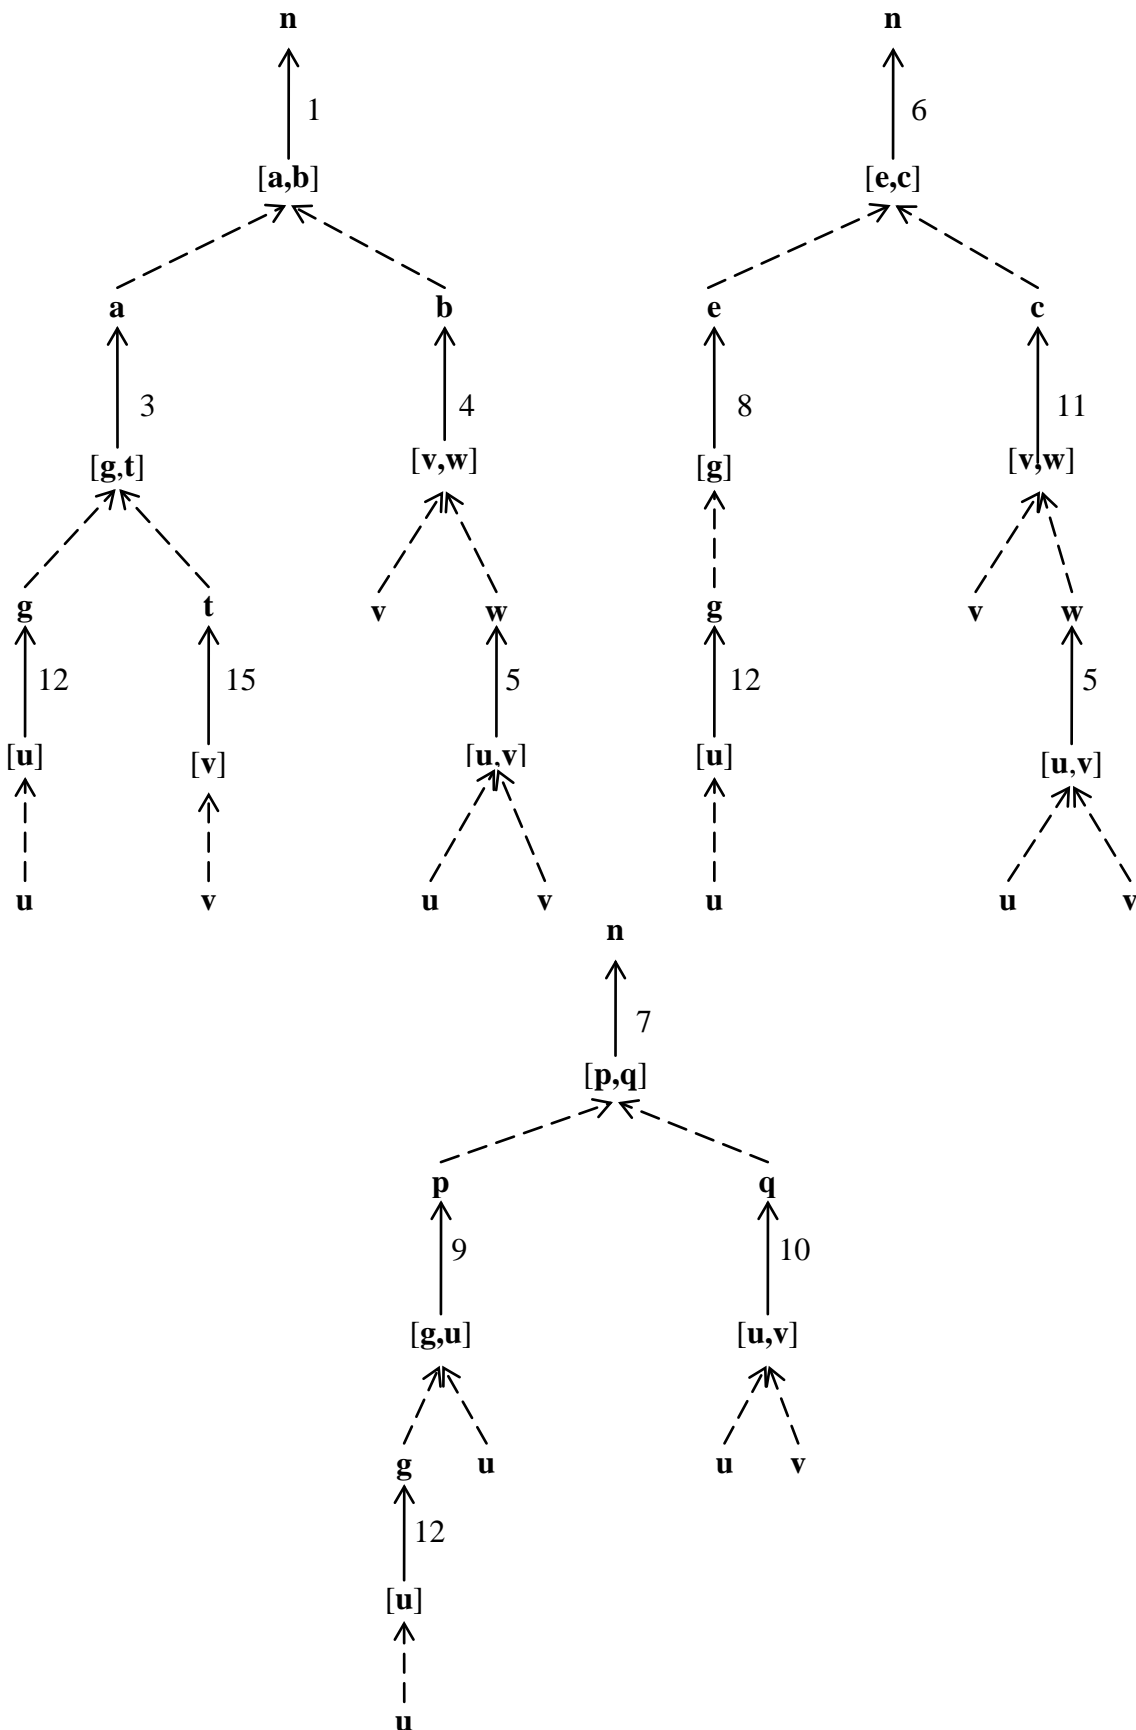 n n
1 6
[a,b] [e,c]
a b e c
3 4 8 11
[g,t] [v,w] [g] [v,w]
g t v w g v w
12 15 5 12 5
[u] [v] [u,v] [u] [u,v]
u v u v u u v
n
7
[p,q]
p q
9 10
[g,u] [u,v]
g u u v
12
[u]
u